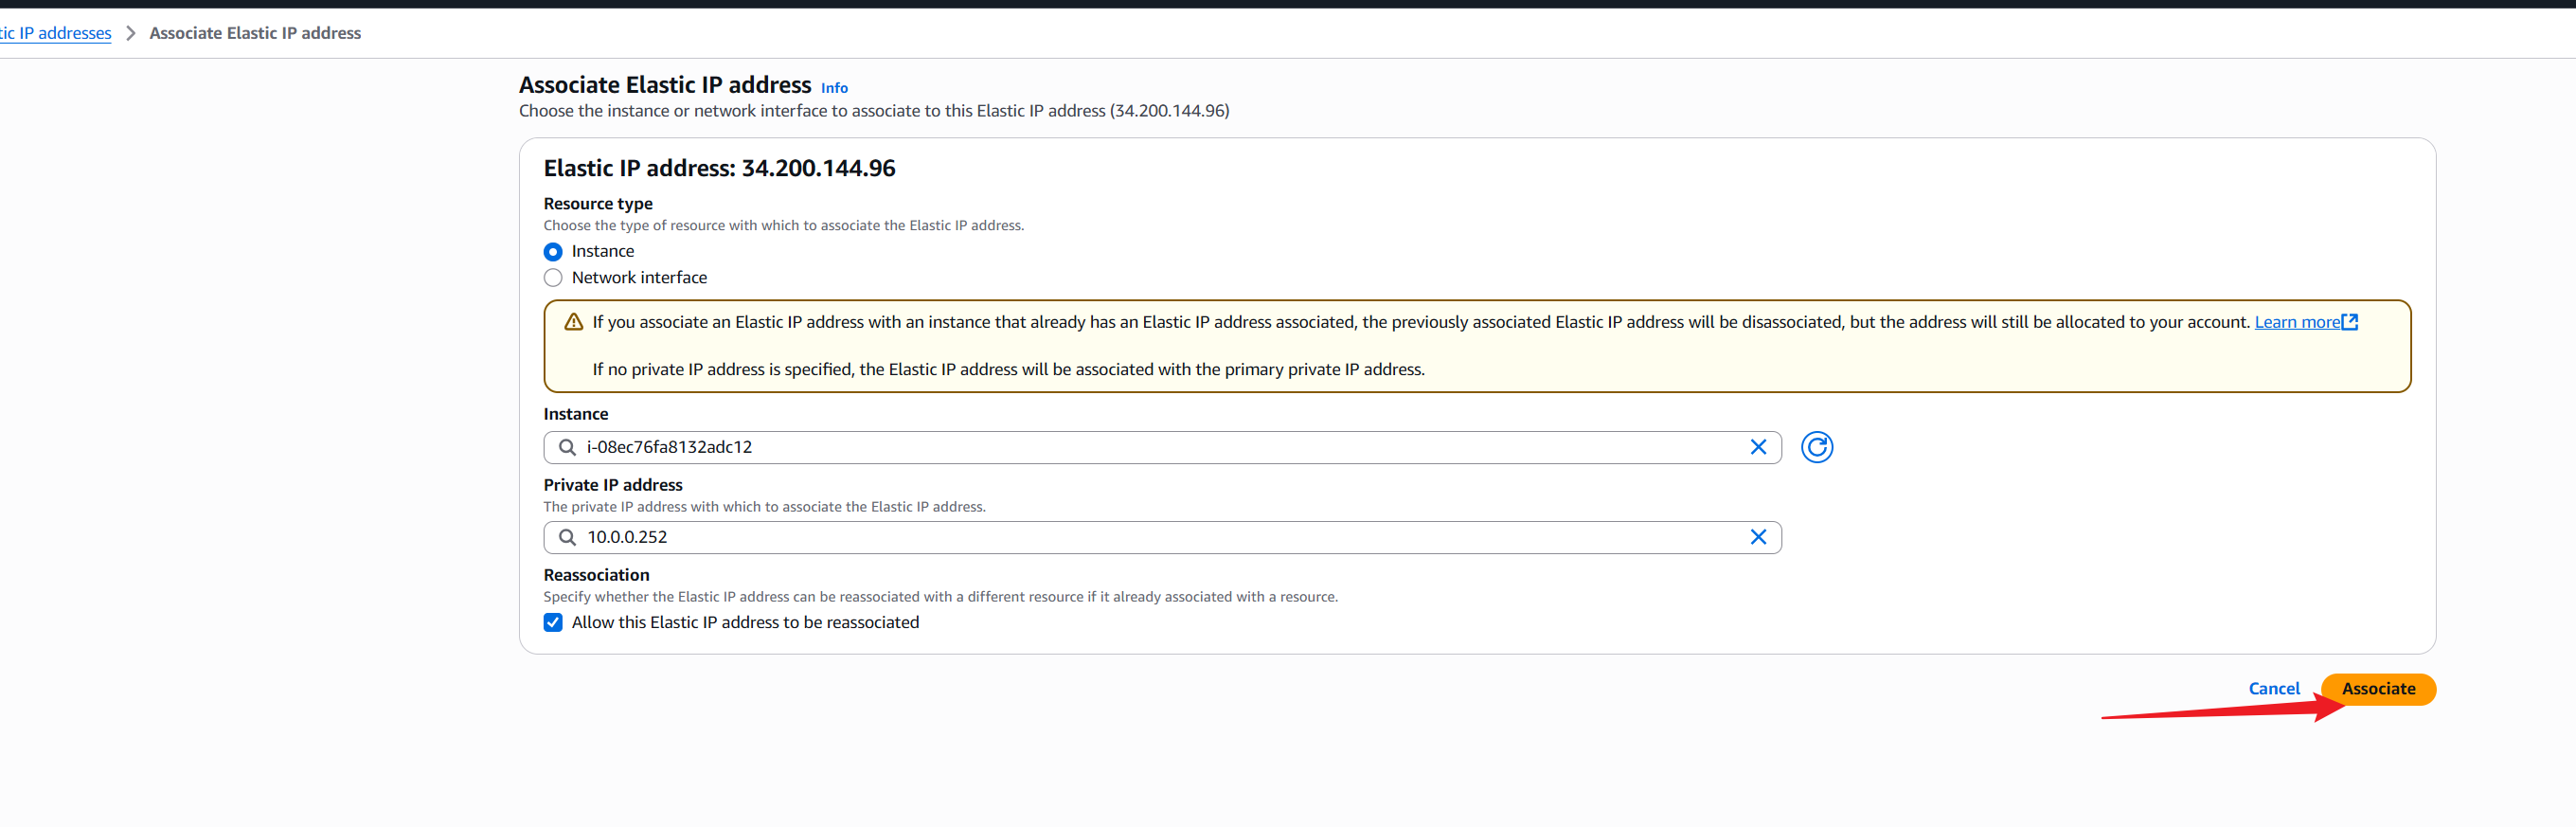 tic IP addresses > Associate Elastic IP address
Associate Elastic IP address Info
Choose the instance or network interface to associate to this Elastic IP address (34.200.144.96)
Elastic IP address: 34.200.144.96
Resource type
Choose the type of resource with which to associate the Elastic IP address.
Instance
Network interface
If you associate an Elastic IP address with an instance that already has an Elastic IP address associated, the previously associated Elastic IP address will be disassociated, but the address will still be allocated to your account. Learn more
If no private IP address is specified, the Elastic IP address will be associated with the primary private IP address.
Instance
i-08ec76fa8132adc12
Private IP address
The private IP address with which to associate the Elastic IP address.
10.0.0.252
Reassociation
Specify whether the Elastic IP address can be reassociated with a different resource if it already associated with a resource.
Allow this Elastic IP address to be reassociated
Cancel Associate